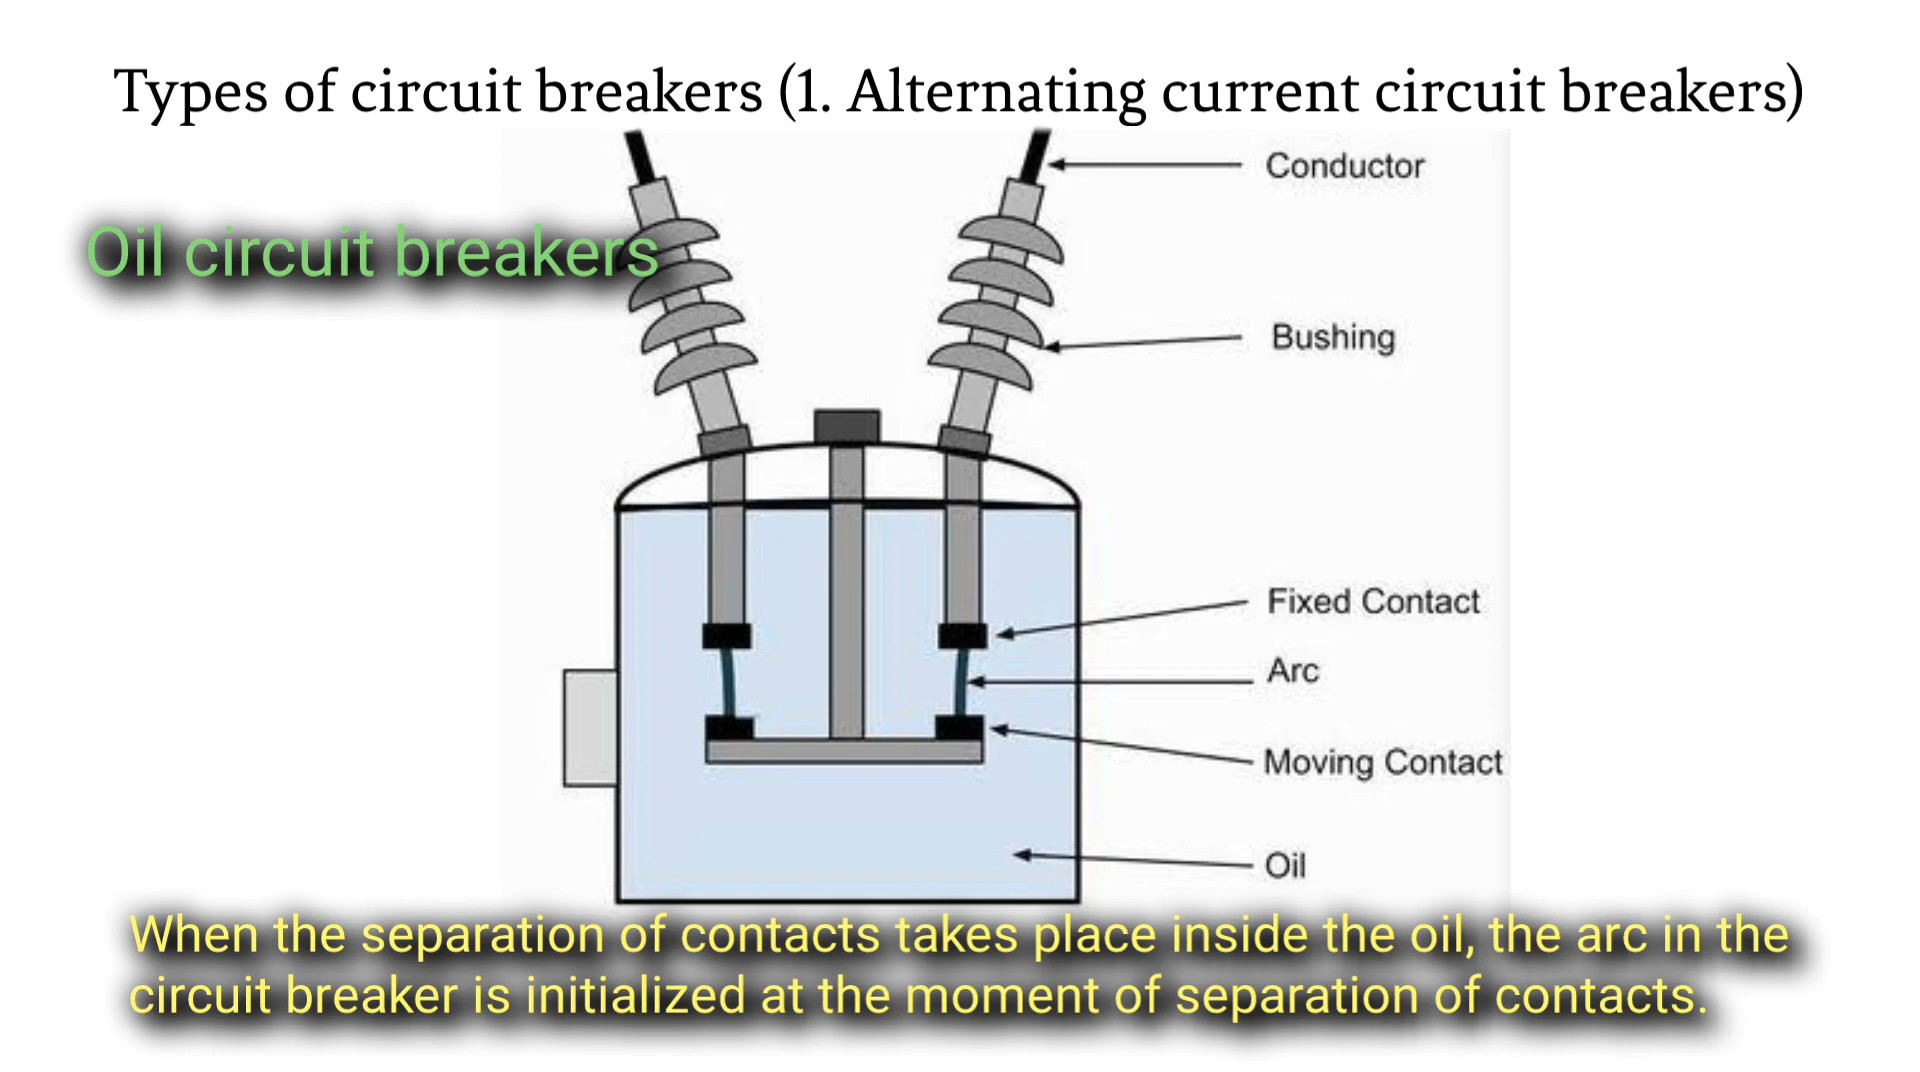 Types of circuit breakers (1. Alternating current circuit breakers)
Conductor
Oil circuit breakers
Bushing
Fixed Contact
Arc
Moving Contact
Oil
When the separation of contacts takes place inside the oil, the arc in the
circuit breaker is initialized at the moment of separation of contacts.